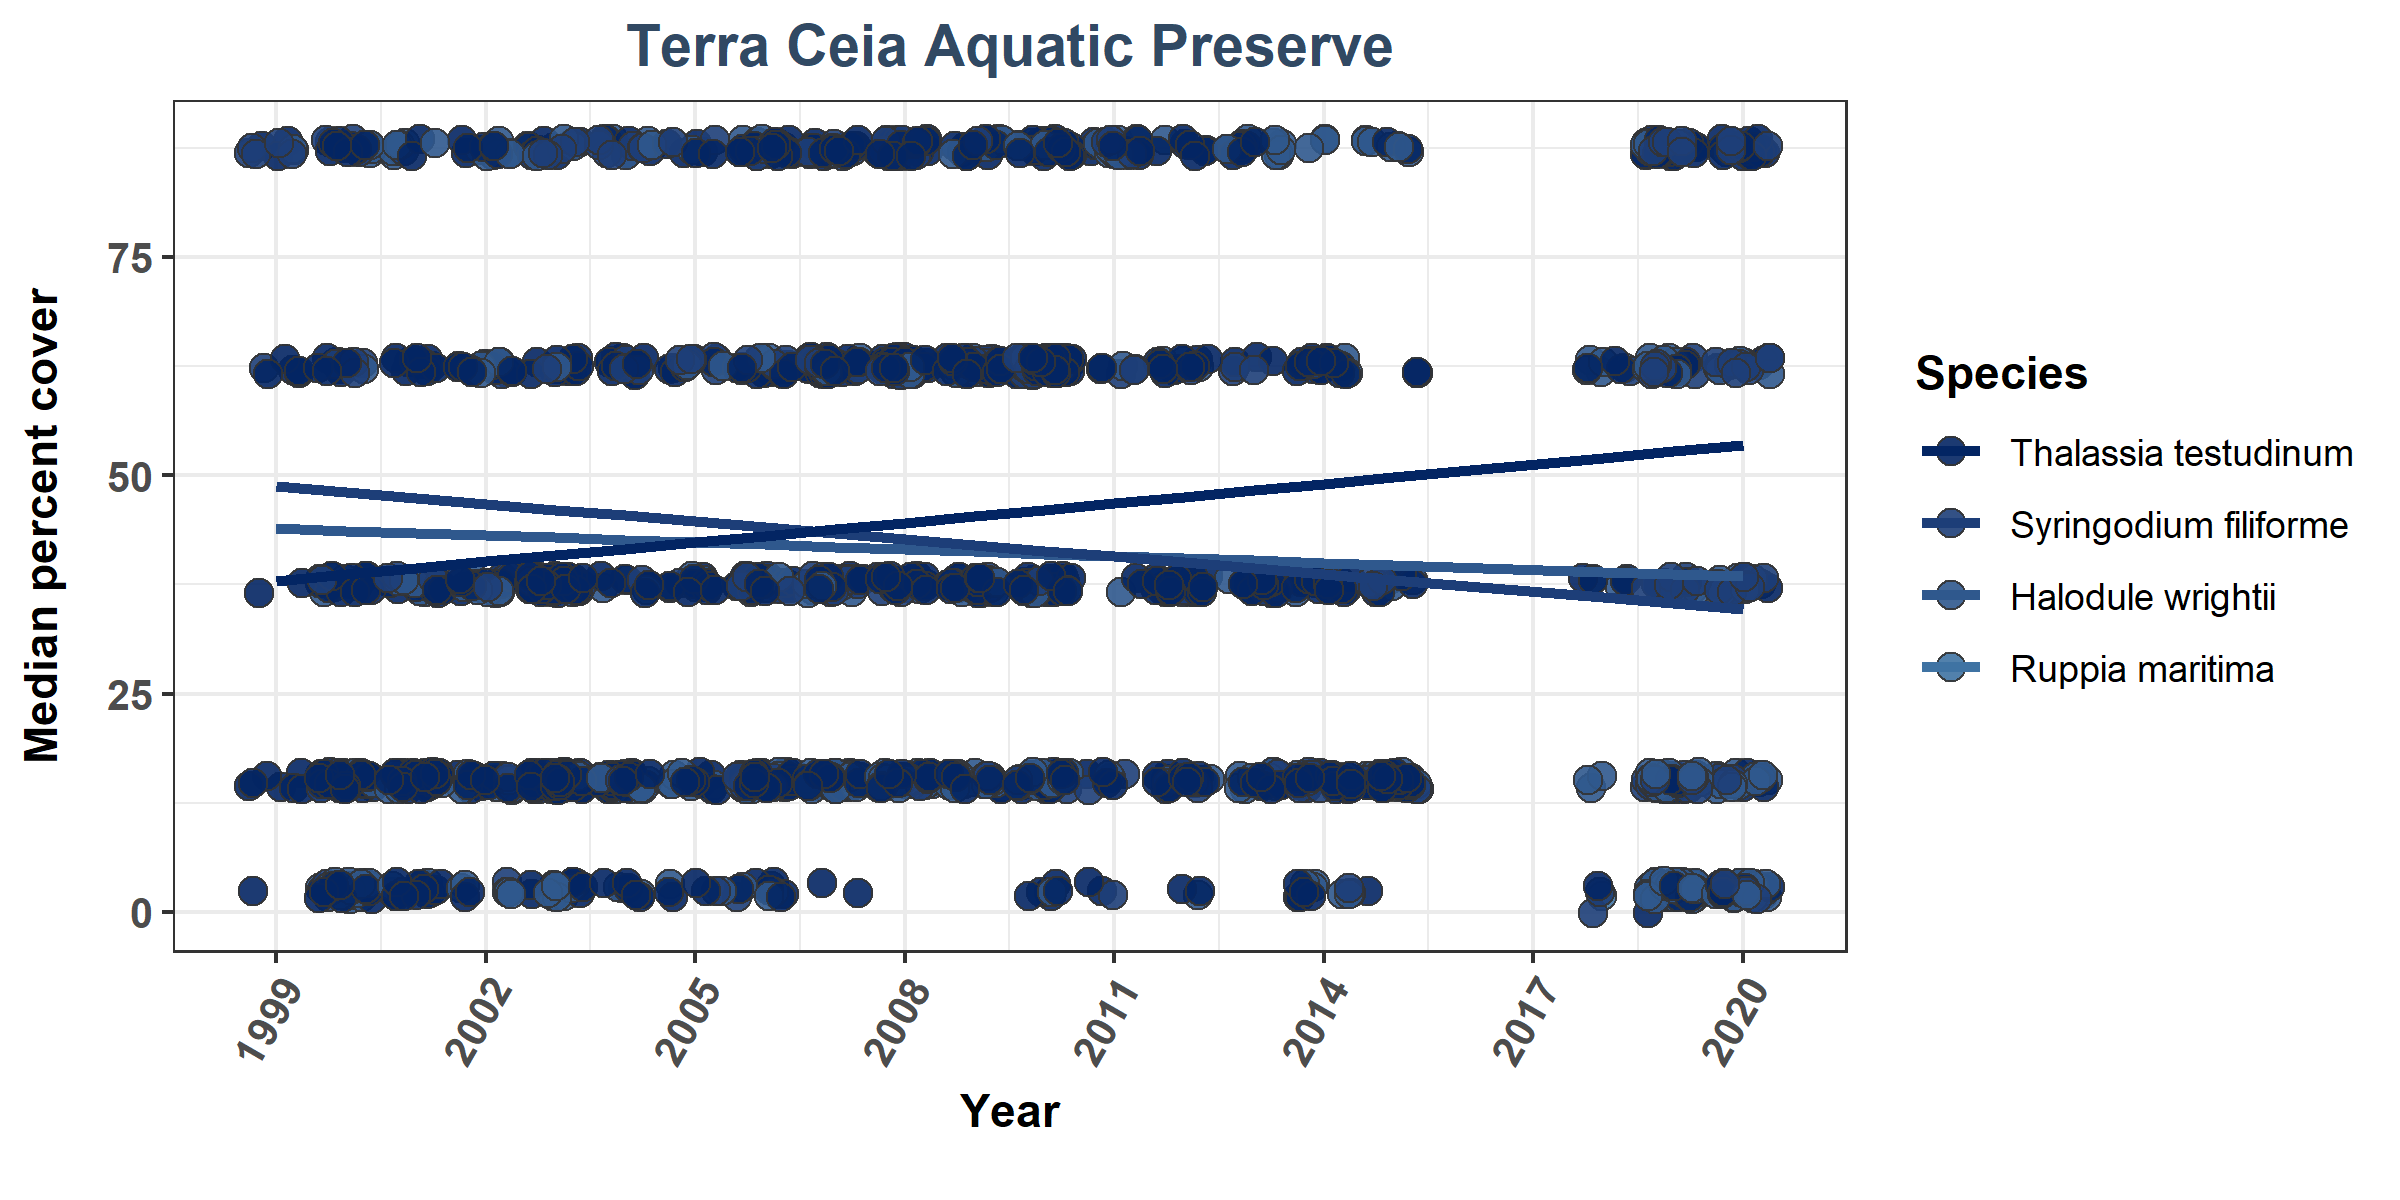 Terra Ceia Aquatic Preserve
Median percent cover
75
50
25
0
1999
2002
2005
2008
2011
2014
2017
2020
Year
Species
Thalassia testudinum
Syringodium filiforme
Halodule wrightii
Ruppia maritima